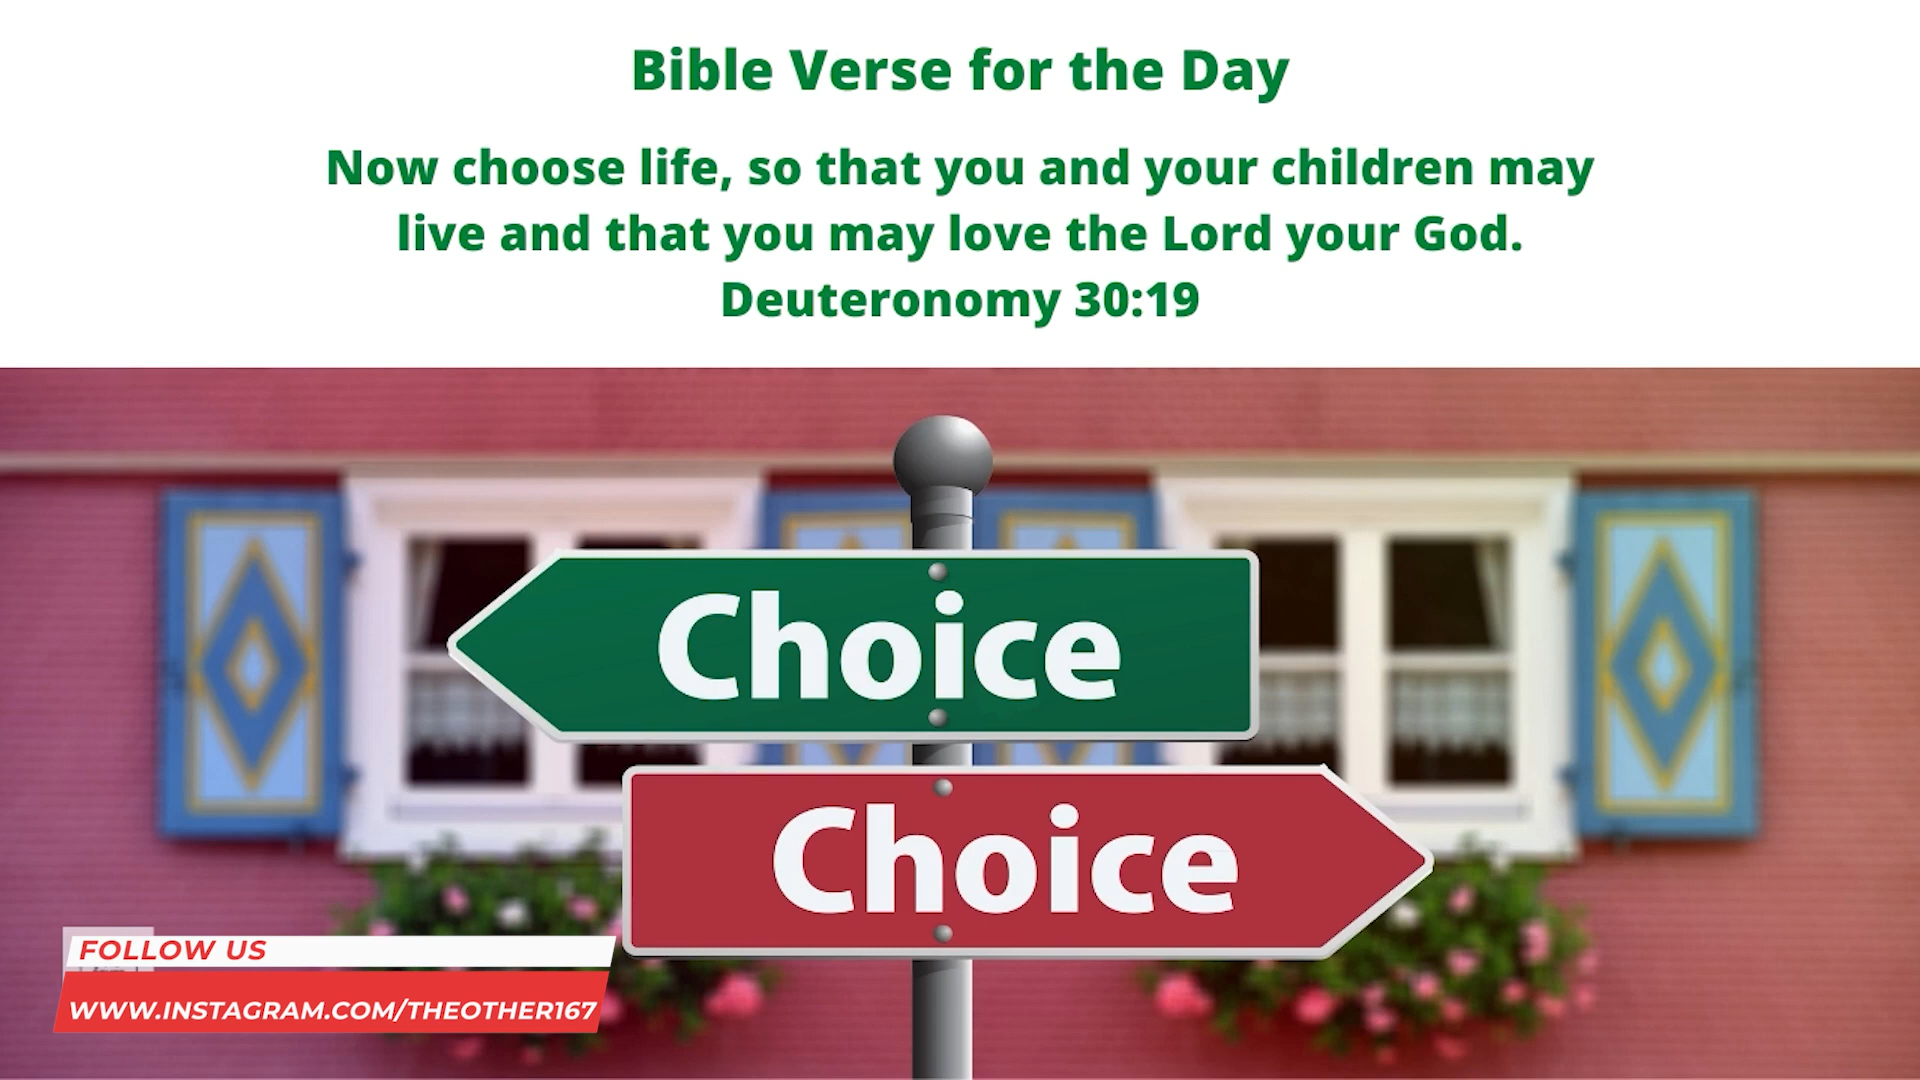 Bible Verse for the Day
Now choose life, so that you and your children may
live and that you may love the Lord your God.
Deuteronomy 30:19
Choice
Choice
FOLLOW US
WWW.INSTAGRAM.COM/THEOTHER167